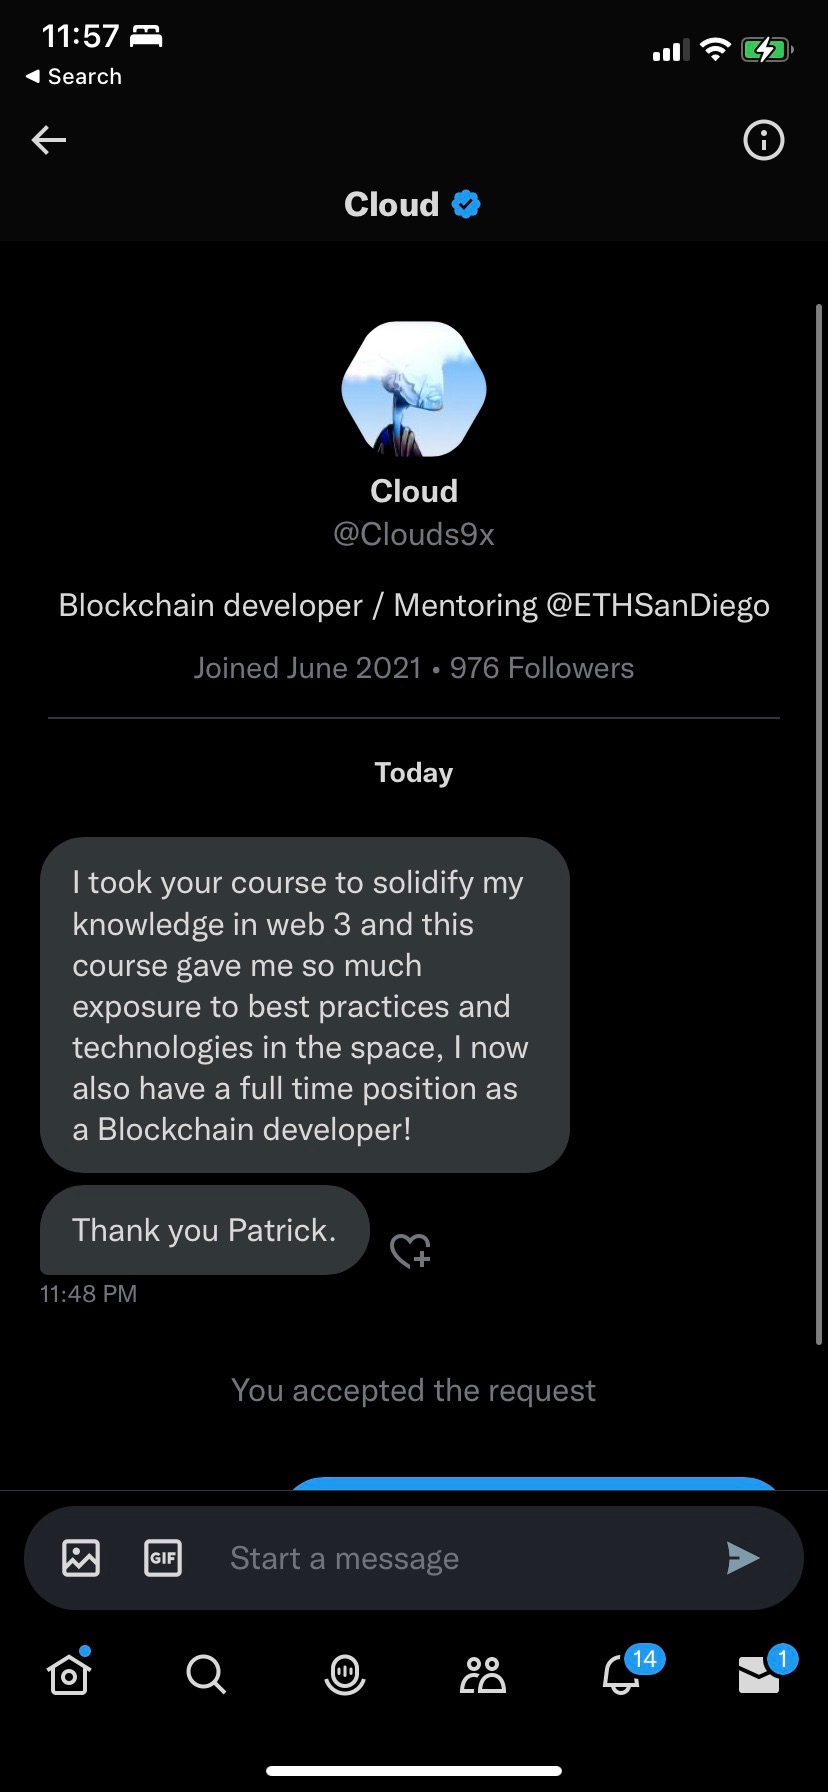 11:57
◀ Search
Cloud
Cloud
@Clouds9x
Blockchain developer / Mentoring @ETHSanDiego
Joined June 2021 • 976 Followers
Today
I took your course to solidify my
knowledge in web 3 and this
course gave me so much
exposure to best practices and
technologies in the space, I now
also have a full time position as
a Blockchain developer!
Thank you Patrick.
11:48 PM
You accepted the request
GIF
Start a message
14
1